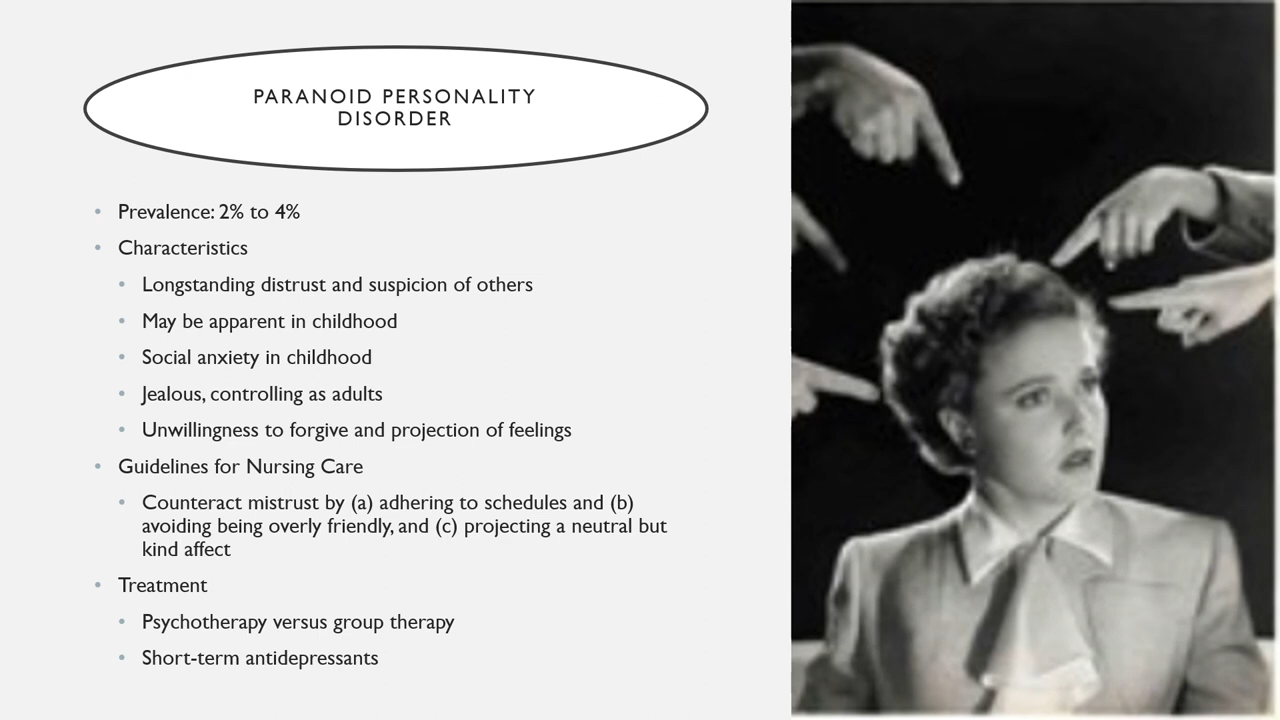 PARANOID PERSONALITY
DISORDER
• Prevalence: 2% to 4%
• Characteristics
• Longstanding distrust and suspicion of others
• May be apparent in childhood
• Social anxiety in childhood
• Jealous, controlling as adults
• Unwillingness to forgive and projection of feelings
• Guidelines for Nursing Care
• Counteract mistrust by (a) adhering to schedules and (b)
avoiding being overly friendly, and (c) projecting a neutral but
kind affect
• Treatment
• Psychotherapy versus group therapy
• Short-term antidepressants